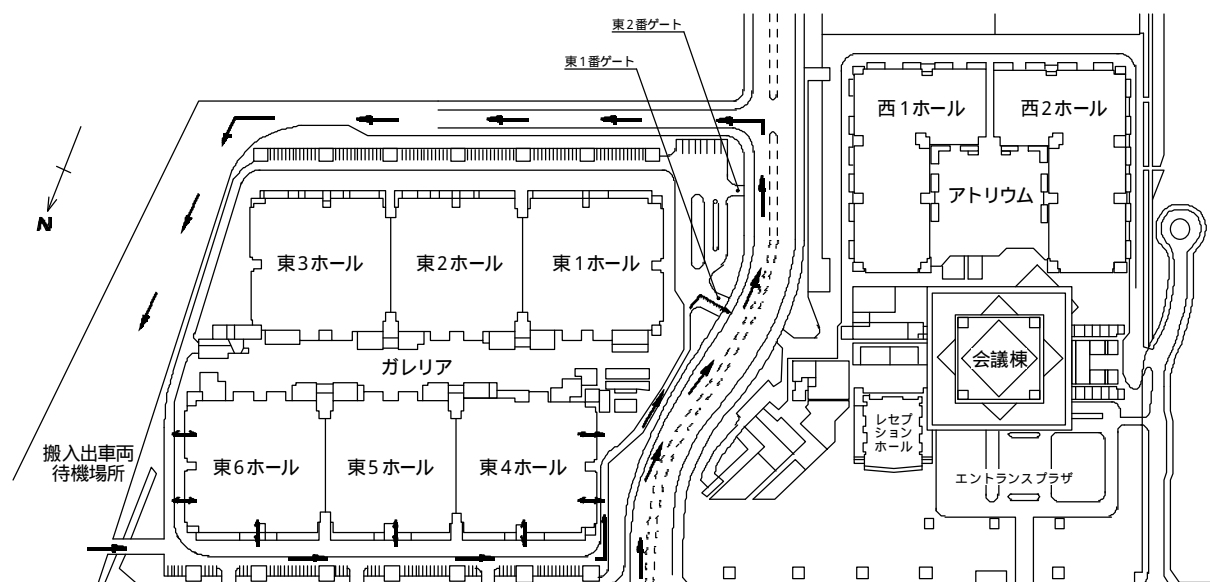 東2番ゲート
東1番ゲート
西1ホール
西2ホール
アトリウム
N
東3ホール
東2ホール
東1ホール
ガレリア
会議棟
レセプ
ション
ホール
搬入出車両
待機場所
東6ホール
東5ホール
東4ホール
エントランスプラザ